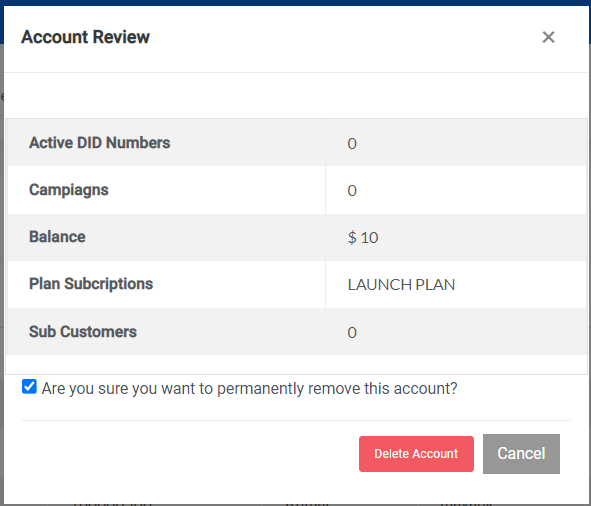 Account Review
×
Active DID Numbers 0
Campiagns 0
Balance $ 10
Plan Subcriptions LAUNCH PLAN
Sub Customers 0
Are you sure you want to permanently remove this account?
Delete Account Cancel